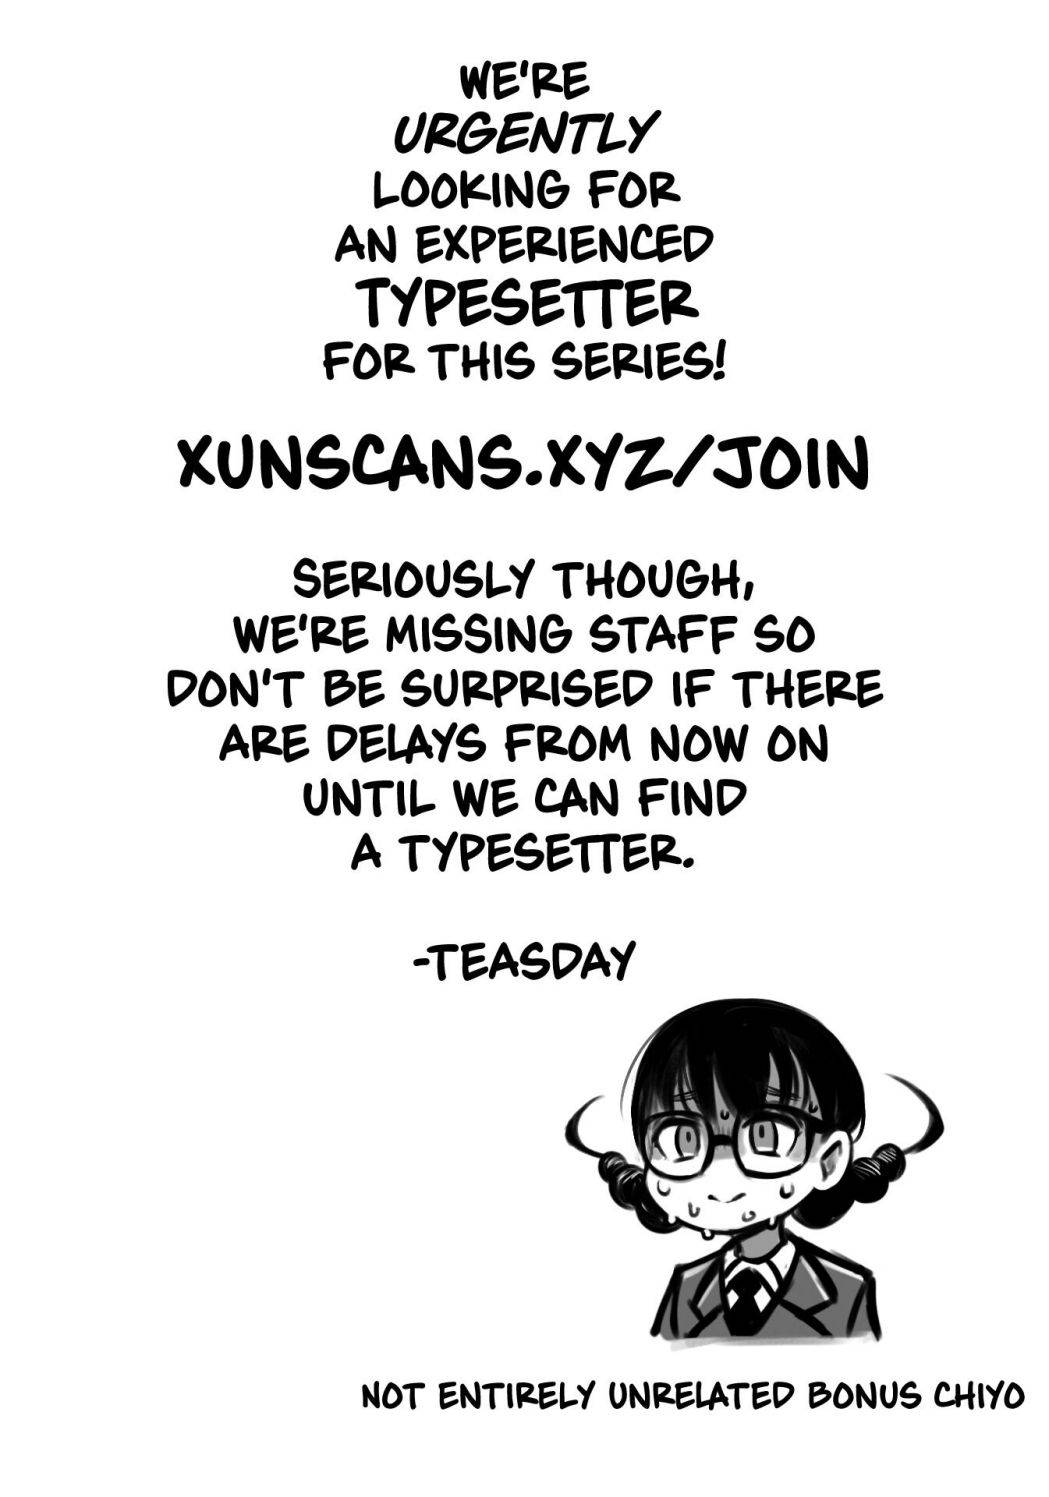 WE'RE
URGENTLY
LOOKING FOR
AN EXPERIENCED
TYPESETTER
FOR THIS SERIES!
XUNSCANS.XYZ/JOIN
SERIOUSLY THOUGH,
WE'RE MISSING STAFF SO
DON'T BE SURPRISED IF THERE
ARE DELAYS FROM NOW ON
UNTIL WE CAN FIND
A TYPESETTER.
-TEASDAY
NOT ENTIRELY UNRELATED BONUS CHIYO